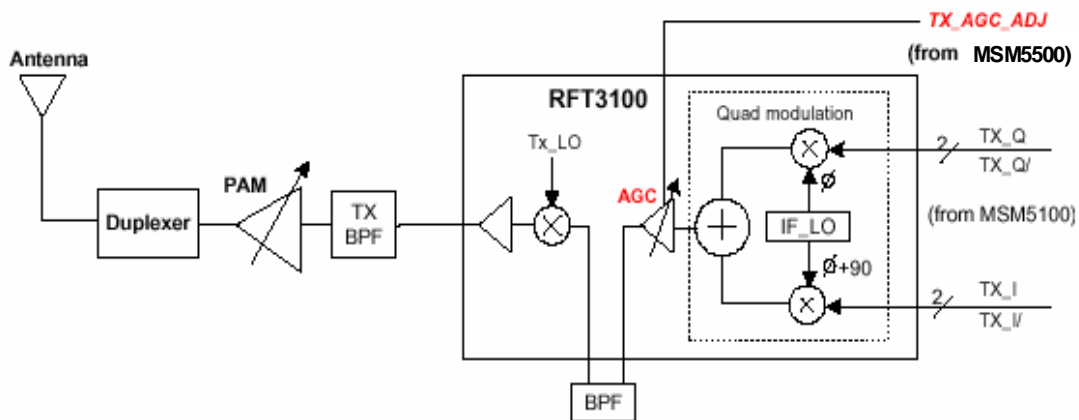 TX_AGC_ADJ
(from MSM5500)
Antenna
RFT3100
Quad modulation
Tx_LO
TX_Q
TX_Q/
2
PAM
AGC
Ø
Duplexer
TX
BPF
+
IF_LO
(from MSM5100)
Ø+90
TX_I
TX_I/
2
BPF